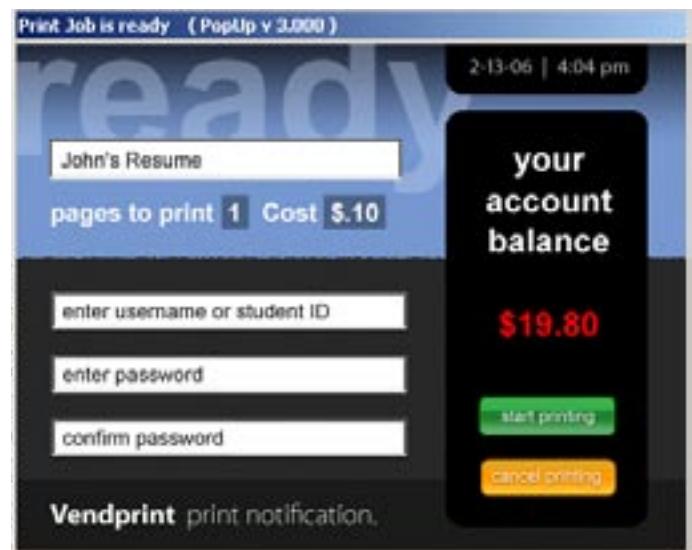 Print Job is ready ( PopUp v 3.000 )
ready
2-13-06 | 4:04 pm
John's Resume
pages to print 1 Cost $.10
your
account
balance
$19.80
enter username or student ID
enter password
confirm password
start printing
cancel printing
Vendprint print notification.